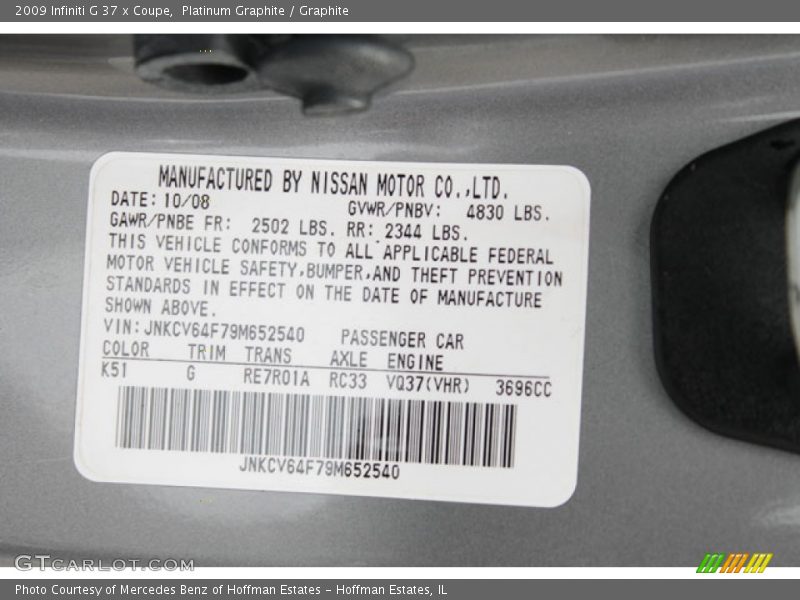 2009 Infiniti G 37 x Coupe, Platinum Graphite / Graphite
MANUFACTURED BY NISSAN MOTOR CO.,LTD.
DATE: 10/08 GVWR/PNBV: 4830 LBS.
GAWR/PNBE FR: 2502 LBS. RR: 2344 LBS.
THIS VEHICLE CONFORMS TO ALL APPLICABLE FEDERAL
MOTOR VEHICLE SAFETY,BUMPER,AND THEFT PREVENTION
STANDARDS IN EFFECT ON THE DATE OF MANUFACTURE
SHOWN ABOVE.
VIN: JNKCV64F79M652540 PASSENGER CAR
COLOR TRIM TRANS AXLE ENGINE
K51 G RE7R01A RC33 VQ37(VHR) 3696CC
JNKCV64F79M652540
GTCARLOT.COM
Photo Courtesy of Mercedes Benz of Hoffman Estates – Hoffman Estates, IL